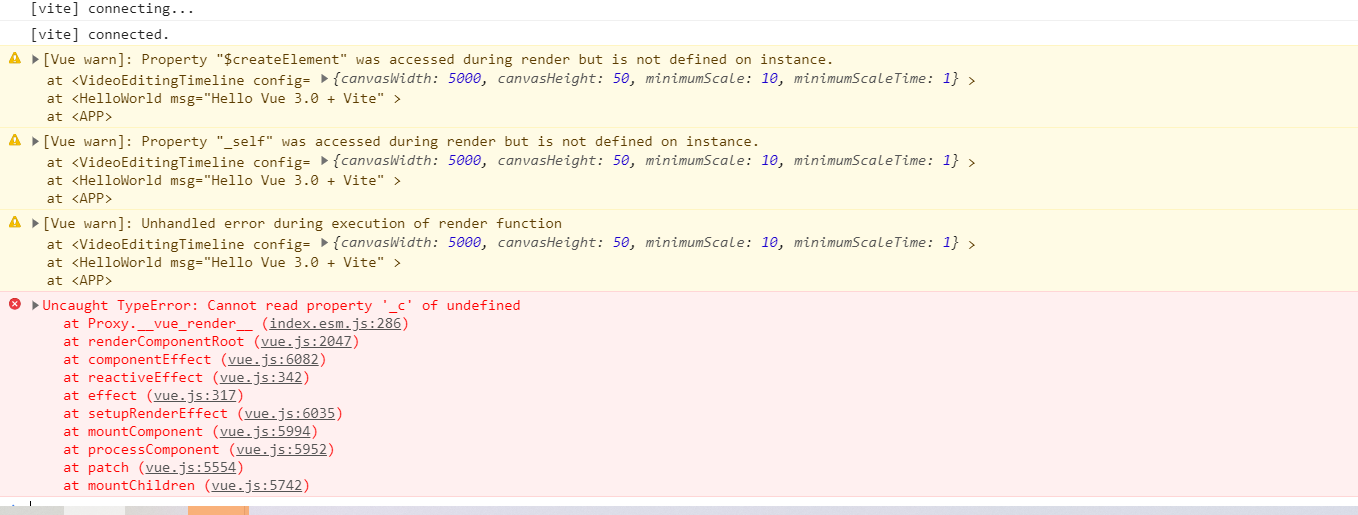 [vite] connecting...
[vite] connected.
[Vue warn]: Property "$createElement" was accessed during render but is not defined on instance.
at <VideoEditingTimeline config= {canvasWidth: 5000, canvasHeight: 50, minimumScale: 10, minimumScaleTime: 1} >
at <HelloWorld msg="Hello Vue 3.0 + Vite" >
at <APP>
[Vue warn]: Property "_self" was accessed during render but is not defined on instance.
at <VideoEditingTimeline config= {canvasWidth: 5000, canvasHeight: 50, minimumScale: 10, minimumScaleTime: 1} >
at <HelloWorld msg="Hello Vue 3.0 + Vite" >
at <APP>
[Vue warn]: Unhandled error during execution of render function
at <VideoEditingTimeline config= {canvasWidth: 5000, canvasHeight: 50, minimumScale: 10, minimumScaleTime: 1} >
at <HelloWorld msg="Hello Vue 3.0 + Vite" >
at <APP>
Uncaught TypeError: Cannot read property '_c' of undefined
at Proxy.__vue_render__ (index.esm.js:286)
at renderComponentRoot (vue.js:2047)
at componentEffect (vue.js:6082)
at reactiveEffect (vue.js:342)
at effect (vue.js:317)
at setupRenderEffect (vue.js:6035)
at mountComponent (vue.js:5994)
at processComponent (vue.js:5952)
at patch (vue.js:5554)
at mountChildren (vue.js:5742)